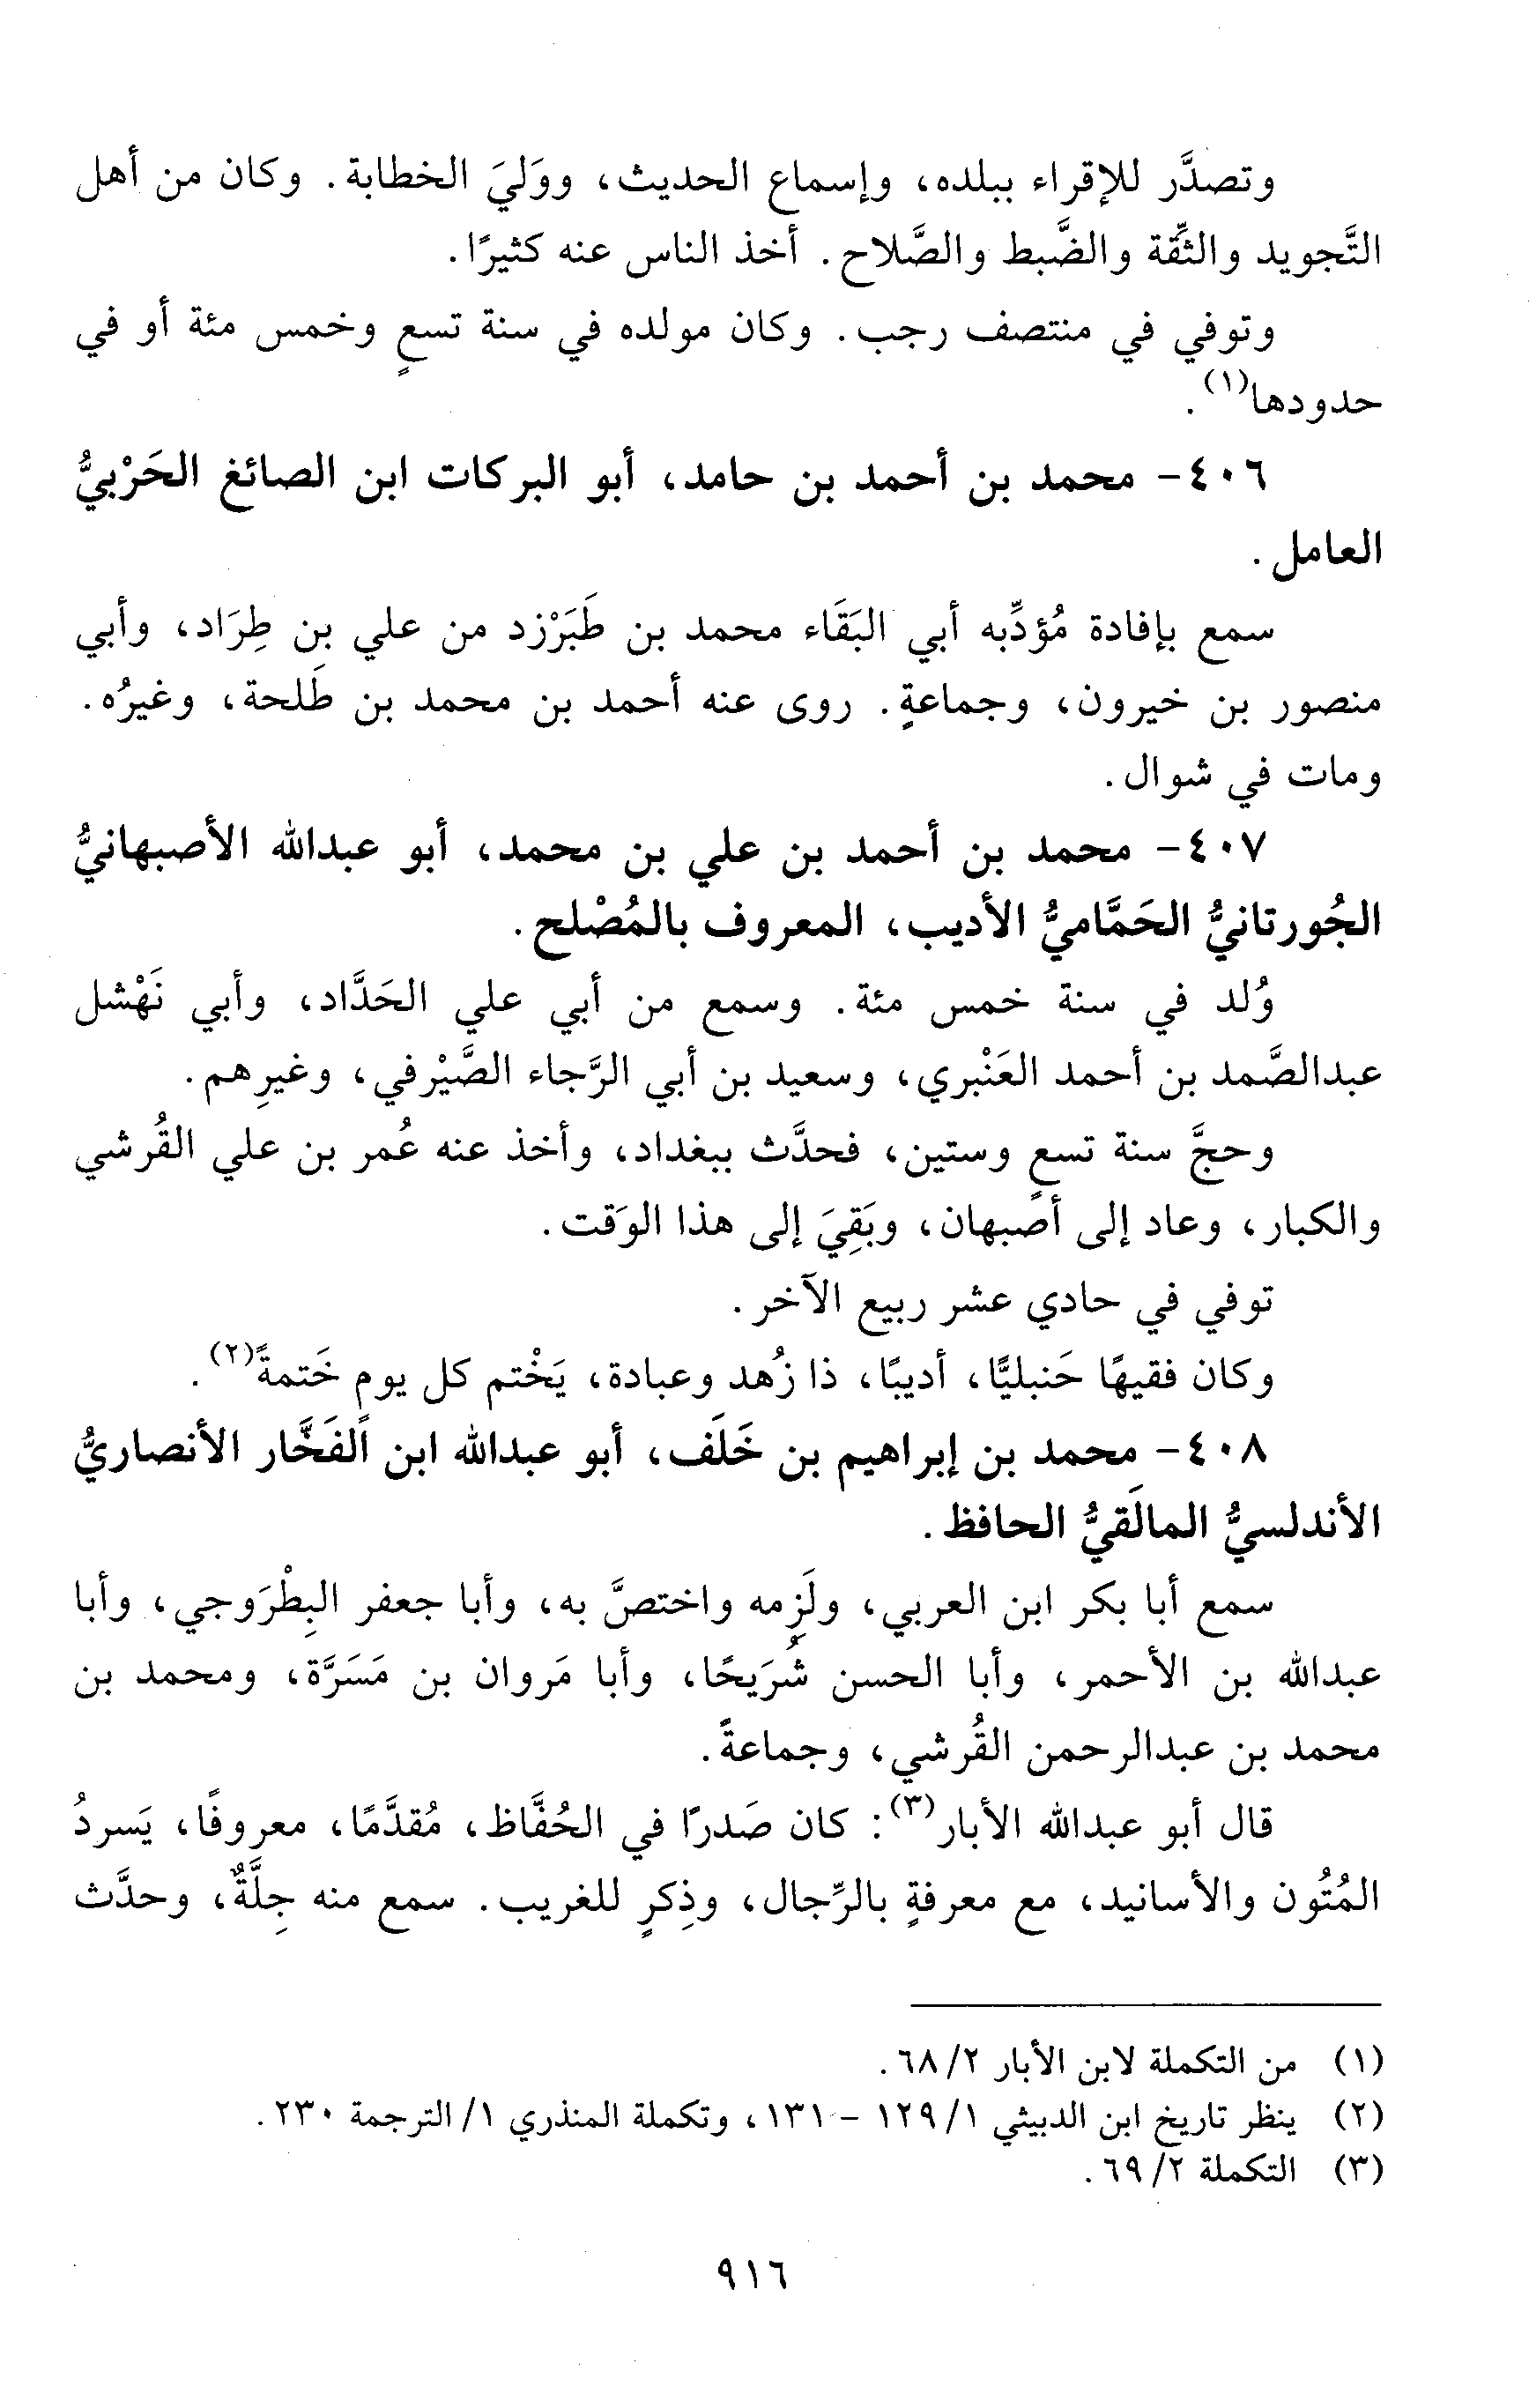 وتصدَّر للإقراء ببلده، وإسماع الحديث، ووَليَ الخطابة. وكان من أهل
التَّجويد والثِّقة والضَّبط والصَّلاح. أخذ الناس عنه كثيرًا.
وتوفي في منتصف رجب. وكان مولده في سنة تسعٍ وخمس مئة أو في
حدودها(١).
٤٠٦- محمد بن أحمد بن حامد، أبو البركات ابن الصائغ الحَرْبيُّ
العامل.
سمع بإفادة مُؤدِّبه أبي البَقَاء محمد بن طَبَرْزد من علي بن طِرَاد، وأبي
منصور بن خيرون، وجماعةٍ. روى عنه أحمد بن محمد بن طَلحة، وغيرُه.
ومات في شوال.
٤٠٧- محمد بن أحمد بن علي بن محمد، أبو عبدالله الأصبهانيُّ
الجُورتانيُّ الحَمَّاميُّ الأديب، المعروف بالمُصْلح.
وُلد في سنة خمس مئة. وسمع من أبي علي الحَدَّاد، وأبي نَهْشل
عبدالصَّمد بن أحمد العَنْبري، وسعيد بن أبي الرَّجاء الصَّيْرفي، وغيرِهم.
وحجَّ سنة تسعٍ وستين، فحدَّث ببغداد، وأخذ عنه عُمر بن علي القُرشي
والكبار، وعاد إلى أصبهان، وبَقِيَ إلى هذا الوَقت.
توفي في حادي عشر ربيع الآخر.
وكان فقيهًا حَنبليًّا، أديبًا، ذا زُهد وعبادة، يَخْتم كل يومٍ خَتمةً(٢).
٤٠٨- محمد بن إبراهيم بن خَلَف، أبو عبدالله ابن الفَخَّار الأنصاريُّ
الأندلسيُّ المالَقيُّ الحافظ.
سمع أبا بكر ابن العربي، ولَزِمه واختصَّ به، وأبا جعفر البِطْرَوجي، وأبا
عبدالله بن الأحمر، وأبا الحسن شُرَيحًا، وأبا مَروان بن مَسَرَّة، ومحمد بن
محمد بن عبدالرحمن القُرشي، وجماعةً.
قال أبو عبدالله الأبار(٣): كان صَدرًا في الحُفَّاظ، مُقدَّمًا، معروفًا، يَسردُ
المُتُون والأسانيد، مع معرفةٍ بالرِّجال، وذِكرٍ للغريب. سمع منه جِلَّةٌ، وحدَّث
(١) من التكملة لابن الأبار ٢/ ٦٨.
(٢) ينظر تاريخ ابن الدبيثي ١/ ١٢٩ - ١٣١، وتكملة المنذري ١/ الترجمة ٢٣٠.
(٣) التكملة ٢/ ٦٩.
٩١٦